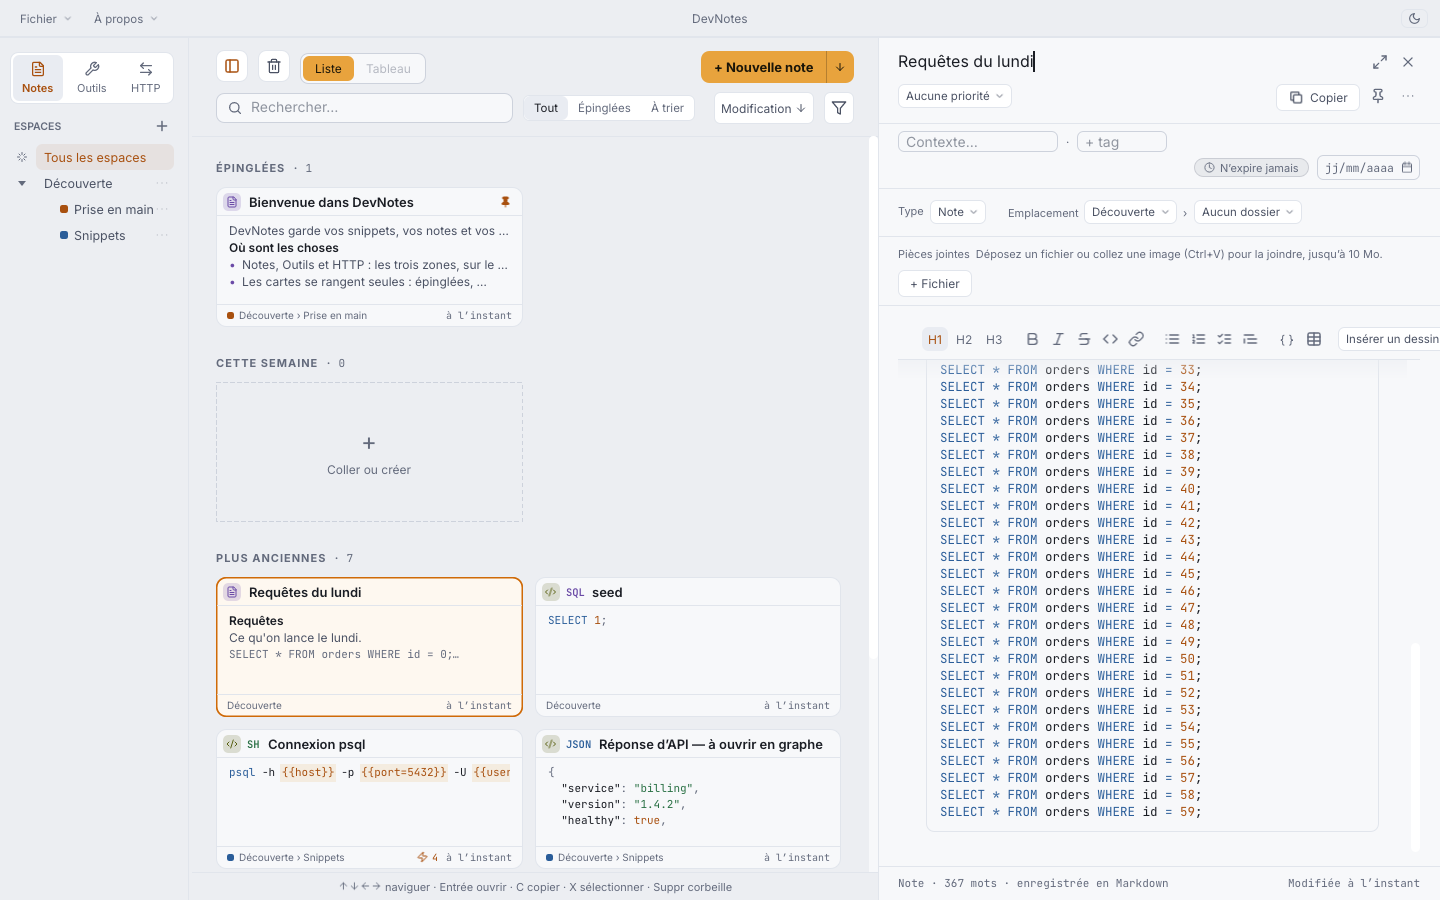 Fichier À propos DevNotes
Notes Outils HTTP
ESPACES
Tous les espaces
Découverte
Prise en main
Snippets
Liste Tableau + Nouvelle note
Rechercher... Tout Épinglées À trier Modification
ÉPINGLÉES · 1
Bienvenue dans DevNotes
DevNotes garde vos snippets, vos notes et vos ...
Où sont les choses
• Notes, Outils et HTTP : les trois zones, sur le ...
• Les cartes se rangent seules : épinglées, ...
Découverte › Prise en main à l’instant
CETTE SEMAINE · 0
+
Coller ou créer
PLUS ANCIENNES · 7
Requêtes du lundi
Requêtes
Ce qu'on lance le lundi.
SELECT * FROM orders WHERE id = 0;…
Découverte à l’instant
SQL seed
SELECT 1;
Découverte à l’instant
SH Connexion psql
psql -h {{host}} -p {{port=5432}} -U {{user
Découverte › Snippets 4 à l’instant
JSON Réponse d’API — à ouvrir en graphe
{
"service": "billing",
"version": "1.4.2",
"healthy": true,
Découverte › Snippets à l’instant
↑↓←→ naviguer · Entrée ouvrir · C copier · X sélectionner · Suppr corbeille
Requêtes du lundi
Aucune priorité Copier ...
Contexte... · + tag
N’expire jamais jj/mm/aaaa
Type Note Emplacement Découverte › Aucun dossier
Pièces jointes Déposez un fichier ou collez une image (Ctrl+V) pour la joindre, jusqu’à 10 Mo.
+ Fichier
H1 H2 H3 B I S <> {} Insérer un dessin
SELECT * FROM orders WHERE id = 33;
SELECT * FROM orders WHERE id = 34;
SELECT * FROM orders WHERE id = 35;
SELECT * FROM orders WHERE id = 36;
SELECT * FROM orders WHERE id = 37;
SELECT * FROM orders WHERE id = 38;
SELECT * FROM orders WHERE id = 39;
SELECT * FROM orders WHERE id = 40;
SELECT * FROM orders WHERE id = 41;
SELECT * FROM orders WHERE id = 42;
SELECT * FROM orders WHERE id = 43;
SELECT * FROM orders WHERE id = 44;
SELECT * FROM orders WHERE id = 45;
SELECT * FROM orders WHERE id = 46;
SELECT * FROM orders WHERE id = 47;
SELECT * FROM orders WHERE id = 48;
SELECT * FROM orders WHERE id = 49;
SELECT * FROM orders WHERE id = 50;
SELECT * FROM orders WHERE id = 51;
SELECT * FROM orders WHERE id = 52;
SELECT * FROM orders WHERE id = 53;
SELECT * FROM orders WHERE id = 54;
SELECT * FROM orders WHERE id = 55;
SELECT * FROM orders WHERE id = 56;
SELECT * FROM orders WHERE id = 57;
SELECT * FROM orders WHERE id = 58;
SELECT * FROM orders WHERE id = 59;
Note · 367 mots · enregistrée en Markdown Modifiée à l’instant